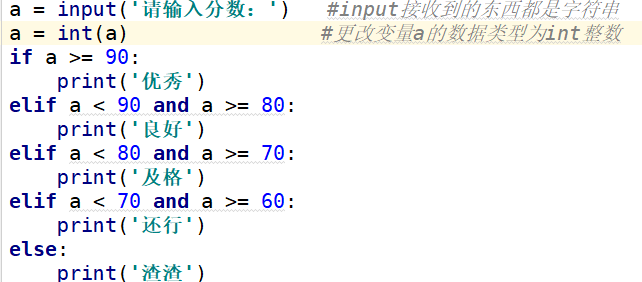 a = input('请输入分数：')   #input接收到的东西都是字符串
a = int(a)                #更改变量a的数据类型为int整数
if a >= 90:
    print('优秀')
elif a < 90 and a >= 80:
    print('良好')
elif a < 80 and a >= 70:
    print('及格')
elif a < 70 and a >= 60:
    print('还行')
else:
    print('渣渣')